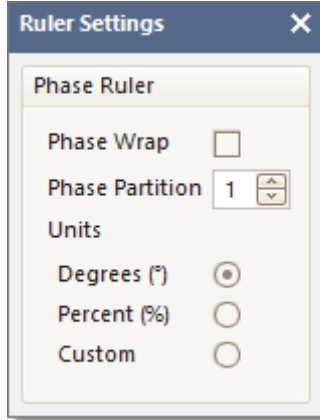 Ruler Settings
Phase Ruler
Phase Wrap
Phase Partition 1
Units
Degrees (°)
Percent (%)
Custom